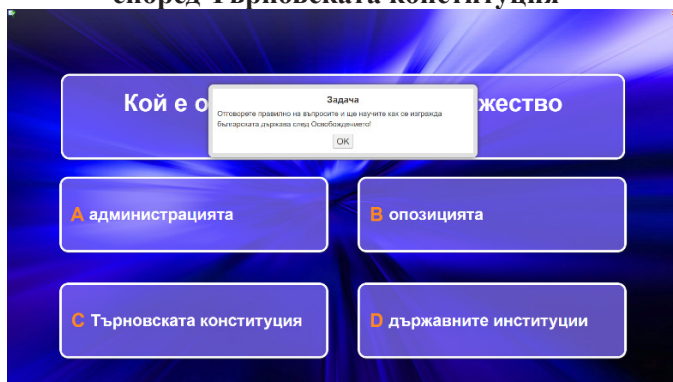 според Търновската конституция
Кой е о
жество
Задача
Отговорете правилно на въпросите и ще научите как се изгражда
българската държава след Освобождението!
OK
A администрацията
B опозицията
C Търновската конституция
D държавните институции